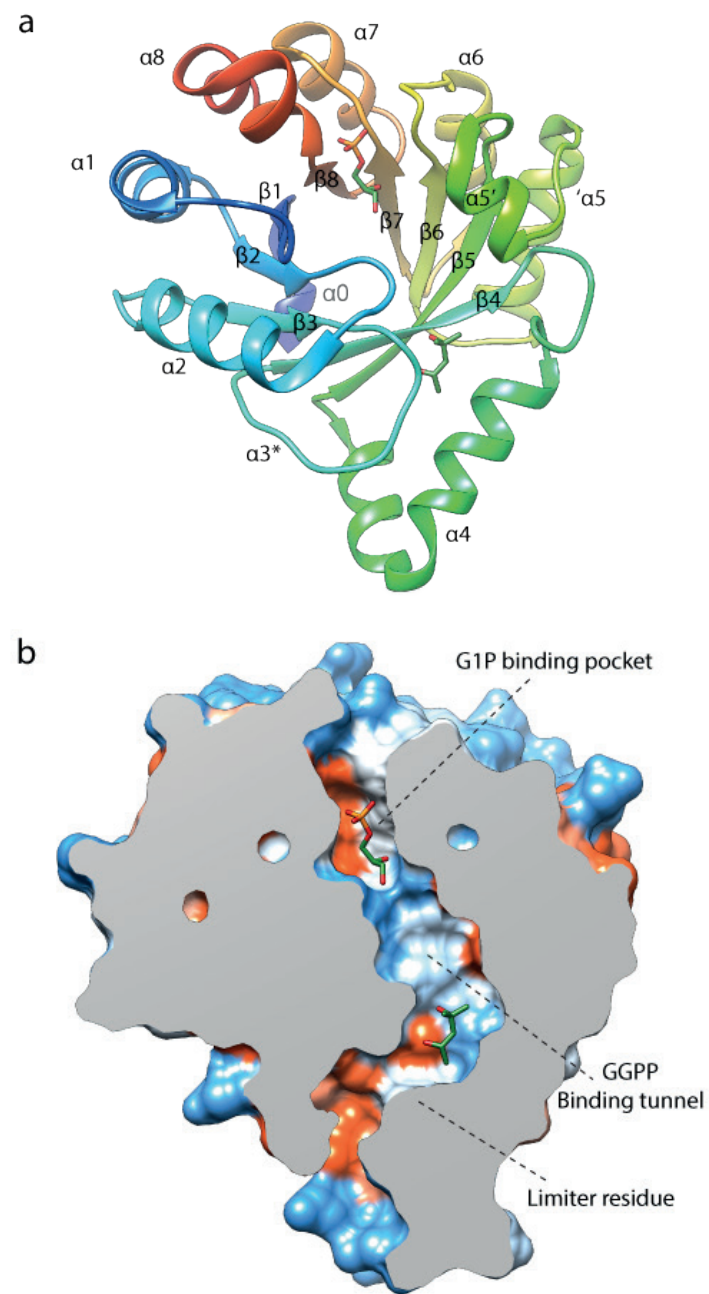 a
α7
α8
α6
α1
β1
β8
α5'
'α5
β7
β6
β2
β5
α0
β4
β3
α2
α3*
α4
b
G1P binding pocket
GGPP
Binding tunnel
Limiter residue